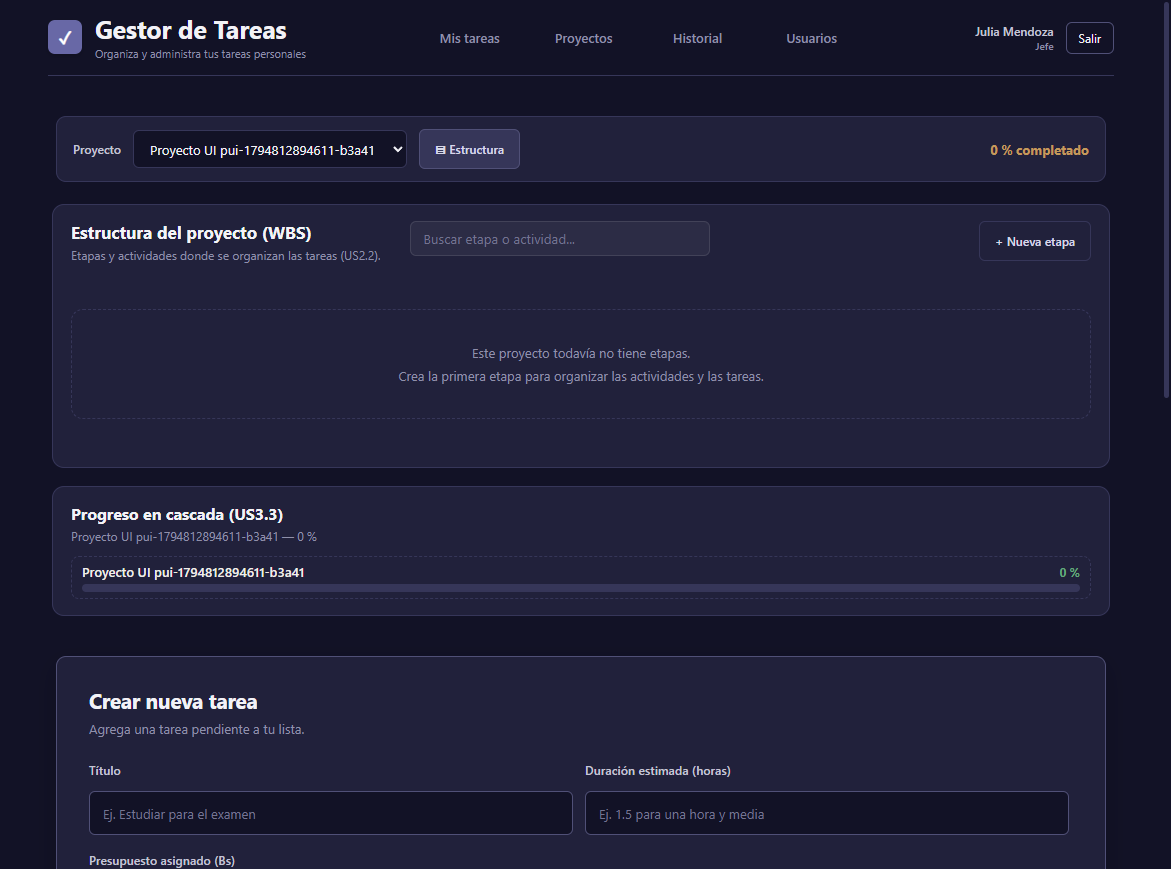 Gestor de Tareas
Organiza y administra tus tareas personales
Mis tareas
Proyectos
Historial
Usuarios
Julia Mendoza
Jefe
Salir
Proyecto
Proyecto UI pui-1794812894611-b3a41
Estructura
0 % completado
Estructura del proyecto (WBS)
Etapas y actividades donde se organizan las tareas (US2.2).
Buscar etapa o actividad...
+ Nueva etapa
Este proyecto todavía no tiene etapas.
Crea la primera etapa para organizar las actividades y las tareas.
Progreso en cascada (US3.3)
Proyecto UI pui-1794812894611-b3a41 — 0 %
Proyecto UI pui-1794812894611-b3a41
0 %
Crear nueva tarea
Agrega una tarea pendiente a tu lista.
Título
Duración estimada (horas)
Ej. Estudiar para el examen
Ej. 1.5 para una hora y media
Presupuesto asignado (Bs)